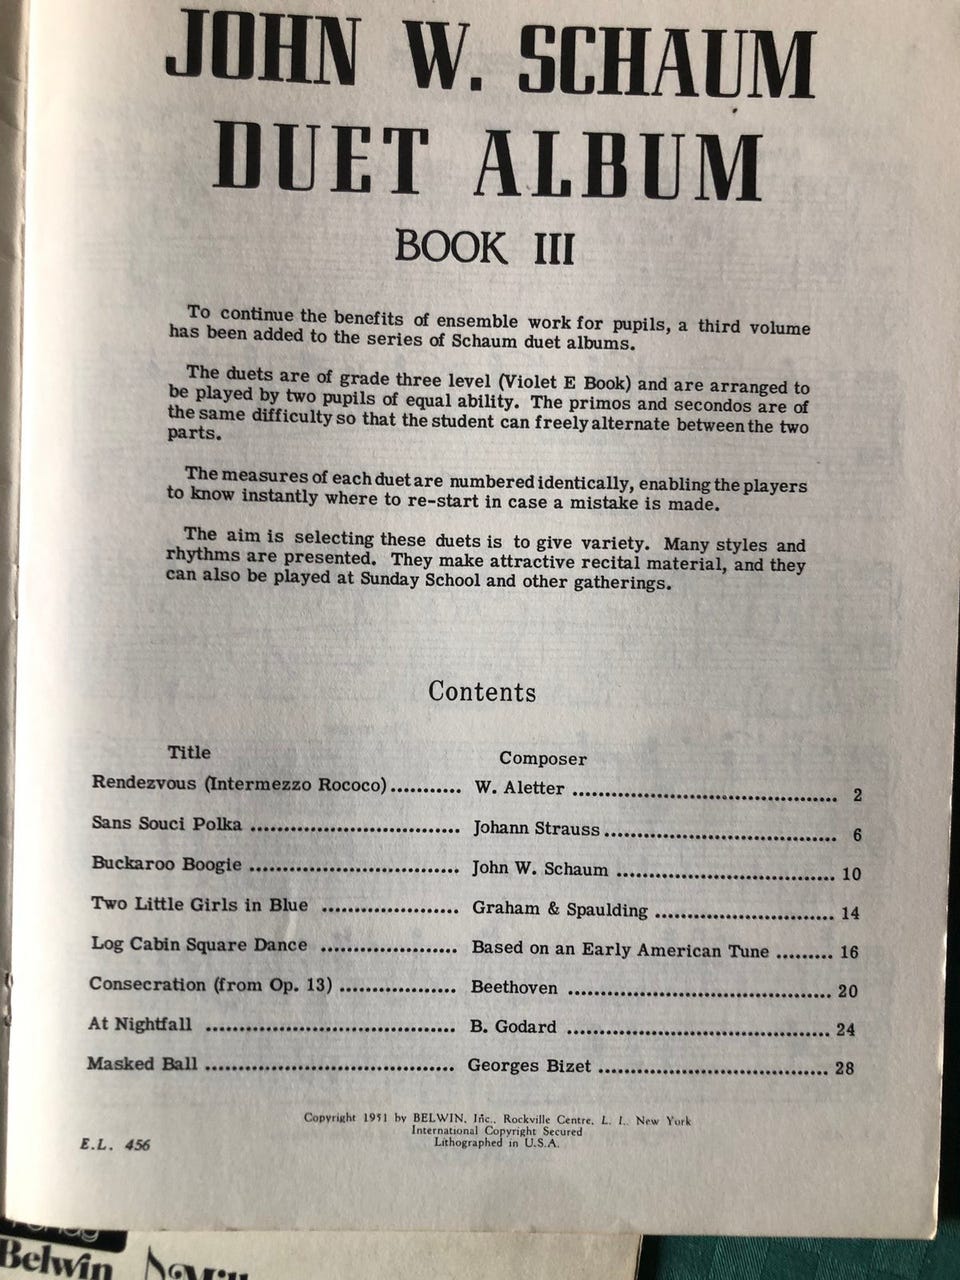 JOHN W. SCHAUM
DUET ALBUM
BOOK III
To continue the benefits of ensemble work for pupils, a third volume
has been added to the series of Schaum duet albums.
The duets are of grade three level (Violet E Book) and are arranged to
be played by two pupils of equal ability. The primos and secondos are of
the same difficulty so that the student can freely alternate between the two
parts.
The measures of each duet are numbered identically, enabling the players
to know instantly where to re-start in case a mistake is made.
The aim is selecting these duets is to give variety. Many styles and
rhythms are presented. They make attractive recital material, and they
can also be played at Sunday School and other gatherings.
Contents
Title Composer
Rendezvous (Intermezzo Rococo)........... W. Aletter ...................................... 2
Sans Souci Polka ................................ Johann Strauss................................... 6
Buckaroo Boogie ................................ John W. Schaum ................................. 10
Two Little Girls in Blue ..................... Graham & Spaulding ........................... 14
Log Cabin Square Dance ..................... Based on an Early American Tune ......... 16
Consecration (from Op. 13) .................. Beethoven ........................................ 20
At Nightfall ...................................... B. Godard ........................................ 24
Masked Ball ...................................... Georges Bizet ................................... 28
Copyright 1951 by BELWIN, Inc., Rockville Centre, L. I., New York
International Copyright Secured
Lithographed in U.S.A.
E.L. 456
Belwin